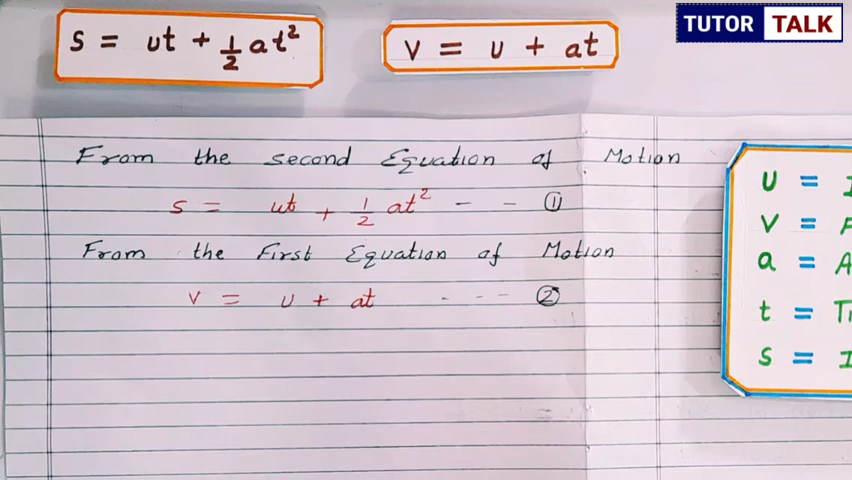 s = ut + 1/2 at²
v = u + at
TUTOR TALK
From the second Equation of Motion
s = ut + 1/2 at² - - ①
From the First Equation of Motion
v = u + at - - - ②
u =
v =
a =
t =
s =